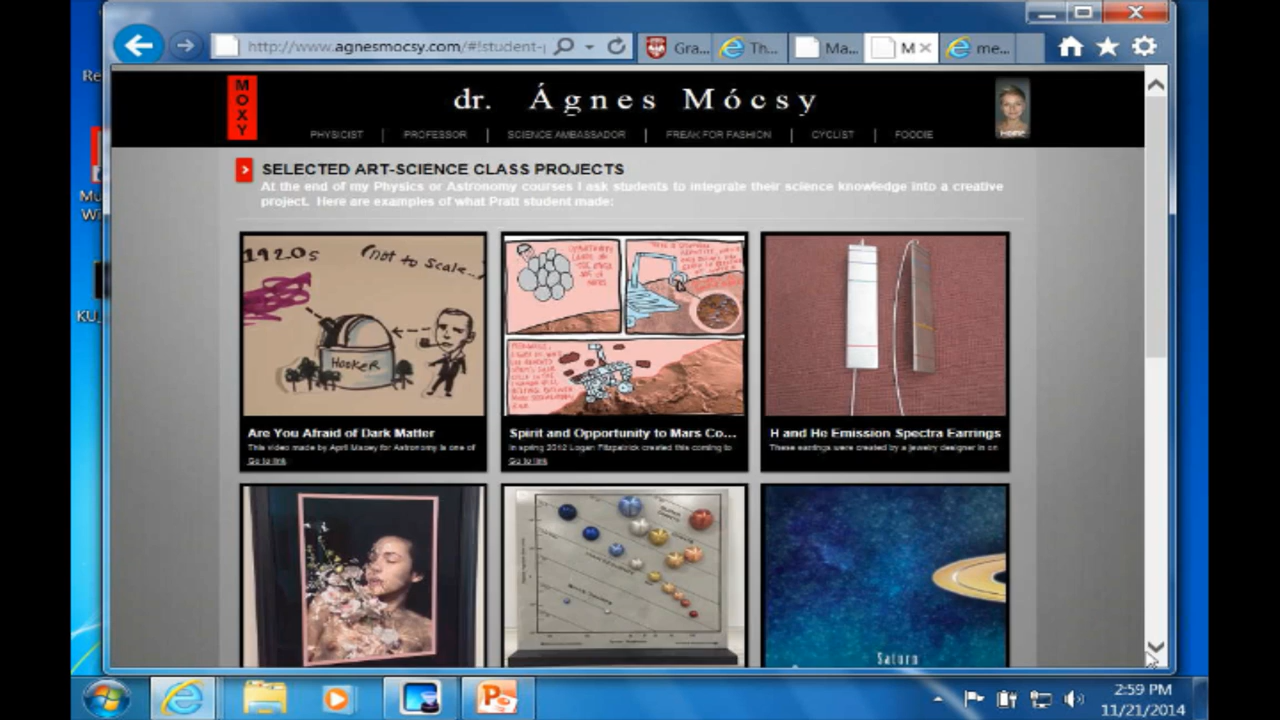 Re
http://www.agnesmocsy.com/#!student-
Gra...
Th...
Ma...
M
me...
MOXY
dr. Ágnes Mócsy
PHYSICIST | PROFESSOR | SCIENCE AMBASSADOR | FREAK FOR FASHION | CYCLIST | FOODIE
SELECTED ART-SCIENCE CLASS PROJECTS
At the end of my Physics or Astronomy courses I ask students to integrate their science knowledge into a creative
project. Here are examples of what Pratt student made:
1920s
(not to scale...
Hooker
Are You Afraid of Dark Matter
This video made by April Macey for Astronomy is one of
Go to link
Spirit and Opportunity to Mars Co...
In spring 2012 Logan Fitzpatrick created this coming to
Go to link
H and He Emission Spectra Earrings
These earrings were created by a jewelry designer in on
Saturn
Mu
Wi
KU
2:59 PM
11/21/2014